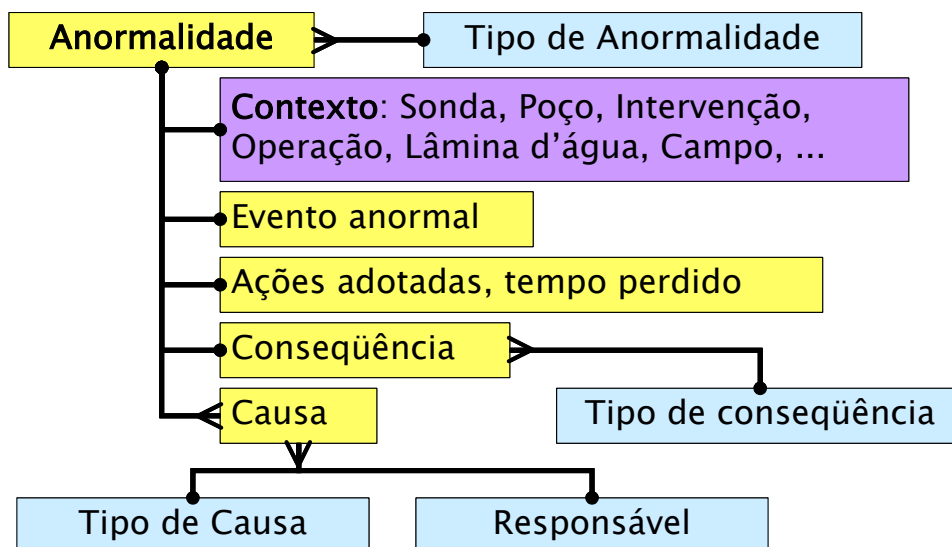 Anormalidade
Tipo de Anormalidade
Contexto: Sonda, Poço, Intervenção,
Operação, Lâmina d’água, Campo, ...
Evento anormal
Ações adotadas, tempo perdido
Conseqüência
Causa
Tipo de conseqüência
Tipo de Causa
Responsável